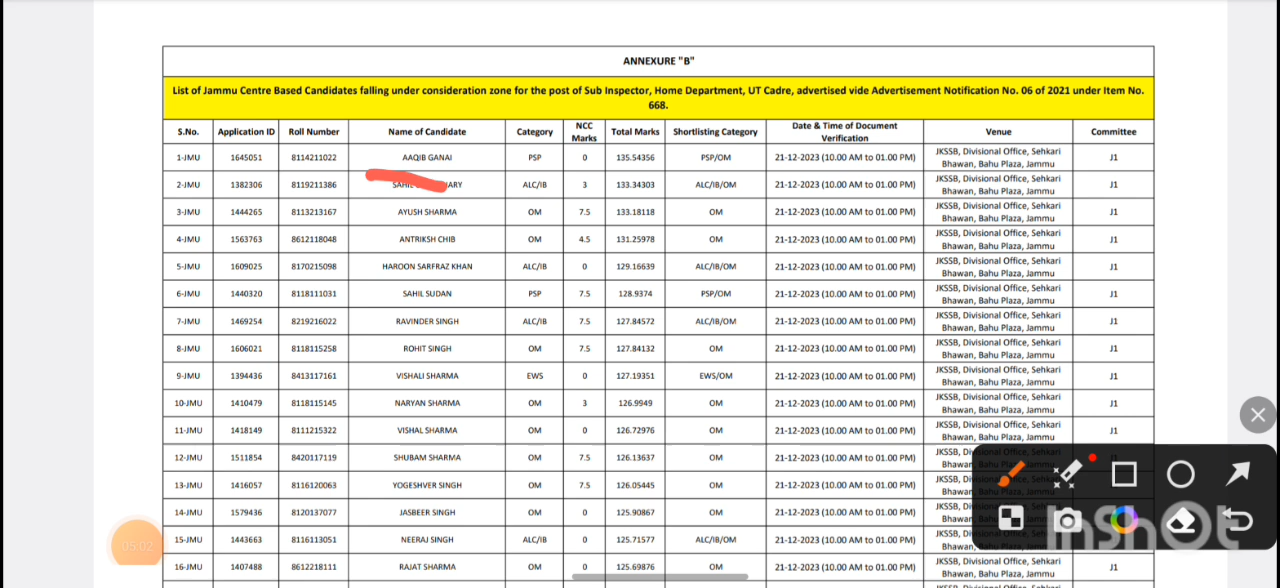 ANNEXURE "B"
List of Jammu Centre Based Candidates falling under consideration zone for the post of Sub Inspector, Home Department, UT Cadre, advertised vide Advertisement Notification No. 06 of 2021 under Item No.
668.
S.No. Application ID Roll Number Name of Candidate Category NCC Marks Total Marks Shortlisting Category Date & Time of Document Verification Venue Committee
1-JMU 1645051 8114211022 AAQIB GANAI PSP 0 135.54356 PSP/OM 21-12-2023 (10.00 AM to 01.00 PM) JKSSB, Divisional Office, Sehkari Bhawan, Bahu Plaza, Jammu J1
2-JMU 1382306 8119211386 SAHIL ALC/IB 3 133.34303 ALC/IB/OM 21-12-2023 (10.00 AM to 01.00 PM) JKSSB, Divisional Office, Sehkari Bhawan, Bahu Plaza, Jammu J1
3-JMU 1444265 8113213167 AYUSH SHARMA OM 7.5 133.18118 OM 21-12-2023 (10.00 AM to 01.00 PM) JKSSB, Divisional Office, Sehkari Bhawan, Bahu Plaza, Jammu J1
4-JMU 1563763 8612118048 ANTRIKSH CHIB OM 4.5 131.25978 OM 21-12-2023 (10.00 AM to 01.00 PM) JKSSB, Divisional Office, Sehkari Bhawan, Bahu Plaza, Jammu J1
5-JMU 1609025 8170215098 HAROON SARFRAZ KHAN ALC/IB 0 129.16639 ALC/IB/OM 21-12-2023 (10.00 AM to 01.00 PM) JKSSB, Divisional Office, Sehkari Bhawan, Bahu Plaza, Jammu J1
6-JMU 1440320 8118111031 SAHIL SUDAN PSP 7.5 128.9374 PSP/OM 21-12-2023 (10.00 AM to 01.00 PM) JKSSB, Divisional Office, Sehkari Bhawan, Bahu Plaza, Jammu J1
7-JMU 1469254 8219216022 RAVINDER SINGH ALC/IB 7.5 127.84572 ALC/IB/OM 21-12-2023 (10.00 AM to 01.00 PM) JKSSB, Divisional Office, Sehkari Bhawan, Bahu Plaza, Jammu J1
8-JMU 1606021 8118115258 ROHIT SINGH OM 7.5 127.84132 OM 21-12-2023 (10.00 AM to 01.00 PM) JKSSB, Divisional Office, Sehkari Bhawan, Bahu Plaza, Jammu J1
9-JMU 1394436 8413117161 VISHALI SHARMA EWS 0 127.19351 EWS/OM 21-12-2023 (10.00 AM to 01.00 PM) JKSSB, Divisional Office, Sehkari Bhawan, Bahu Plaza, Jammu J1
10-JMU 1410479 8118115145 NARYAN SHARMA OM 3 126.9949 OM 21-12-2023 (10.00 AM to 01.00 PM) JKSSB, Divisional Office, Sehkari Bhawan, Bahu Plaza, Jammu J1
11-JMU 1418149 8111215322 VISHAL SHARMA OM 0 126.72976 OM 21-12-2023 (10.00 AM to 01.00 PM) JKSSB, Divisional Office, Sehkari Bhawan, Bahu Plaza, Jammu J1
12-JMU 1511854 8420117119 SHUBAM SHARMA OM 7.5 126.13637 OM 21-12-2023 (10.00 AM to 01.00 PM) JKSSB, Divisional Office, Sehkari Bhawan, Bahu Plaza, Jammu
13-JMU 1416057 8116120063 YOGESHVER SINGH OM 7.5 126.05445 OM 21-12-2023 (10.00 AM to 01.00 PM) JKSSB, Divisional Office, Sehkari Bhawan, Bahu Plaza, Jammu
14-JMU 1579436 8120137077 JASBEER SINGH OM 0 125.90867 OM 21-12-2023 (10.00 AM to 01.00 PM) JKSSB, Bhawan,
15-JMU 1443663 8116113051 NEERAJ SINGH ALC/IB 0 125.71577 ALC/IB/OM 21-12-2023 (10.00 AM to 01.00 PM) JKSSB, Divisional Office, Sehkari Bhawan, Bahu Plaza, Jammu
16-JMU 1407488 8612218111 RAJAT SHARMA OM 0 125.69876 OM 21-12-2023 (10.00 AM to 01.00 PM) JKSSB, Divisional Office, Sehkari Bhawan, Bahu Plaza, Jammu J1
05:02
InShOt